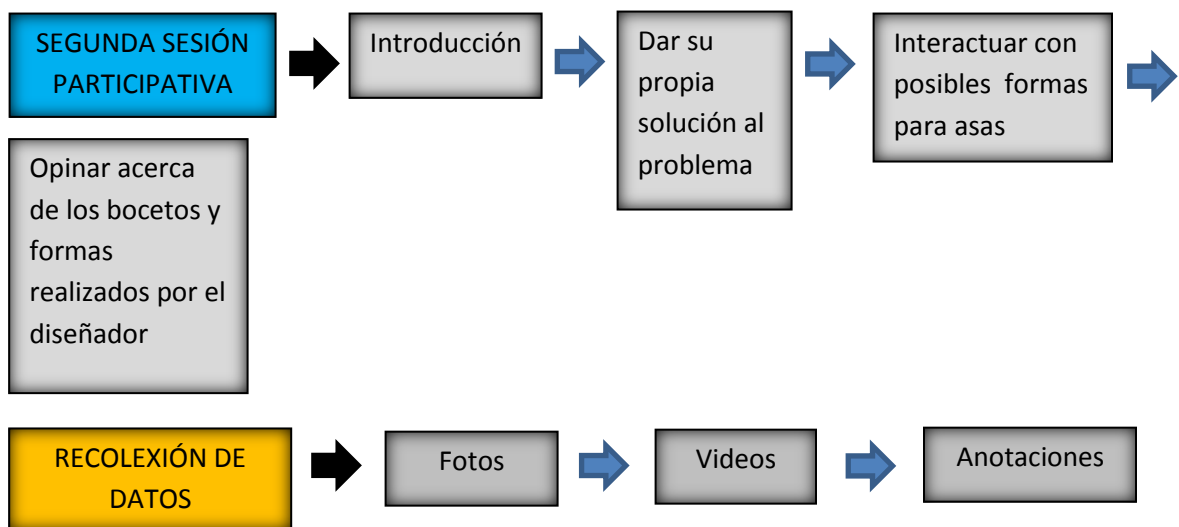 SEGUNDA SESIÓN
PARTICIPATIVA
Introducción
Dar su
propia
solución al
problema
Interactuar con
posibles formas
para asas
Opinar acerca
de los bocetos y
formas
realizados por el
diseñador
RECOLEXIÓN DE
DATOS
Fotos
Videos
Anotaciones